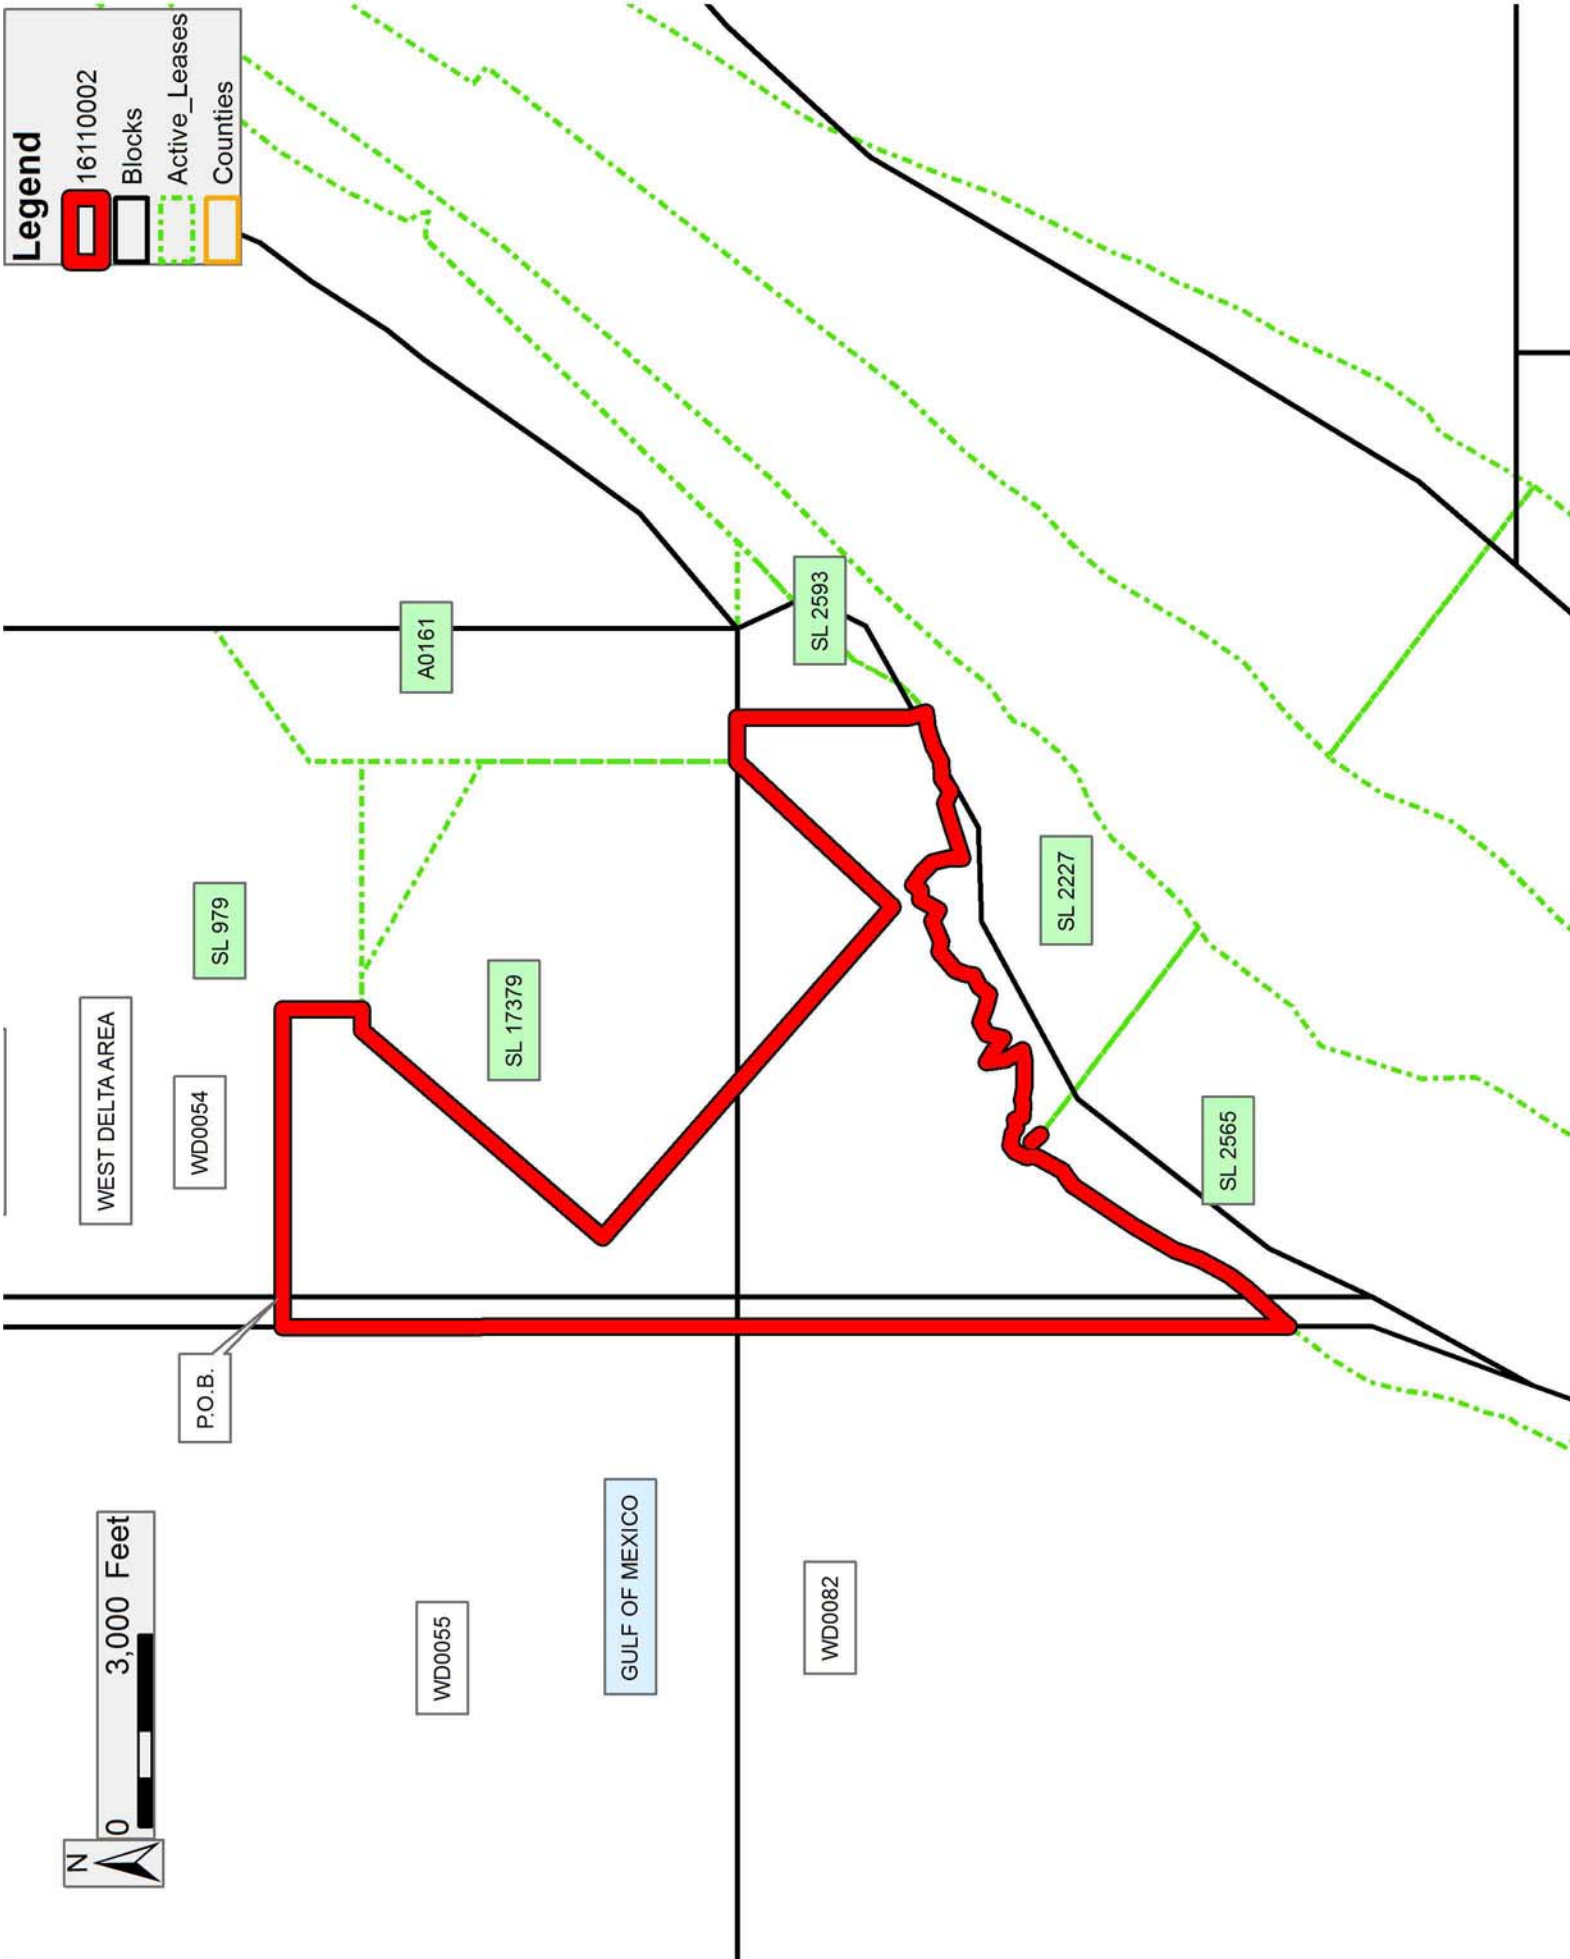 Legend
16110002
Blocks
Active_Leases
Counties
N
0 3,000 Feet
P.O.B.
WEST DELTA AREA
WD0054
SL 979
A0161
WD0055
SL 17379
GULF OF MEXICO
SL 2593
WD0082
SL 2227
SL 2565